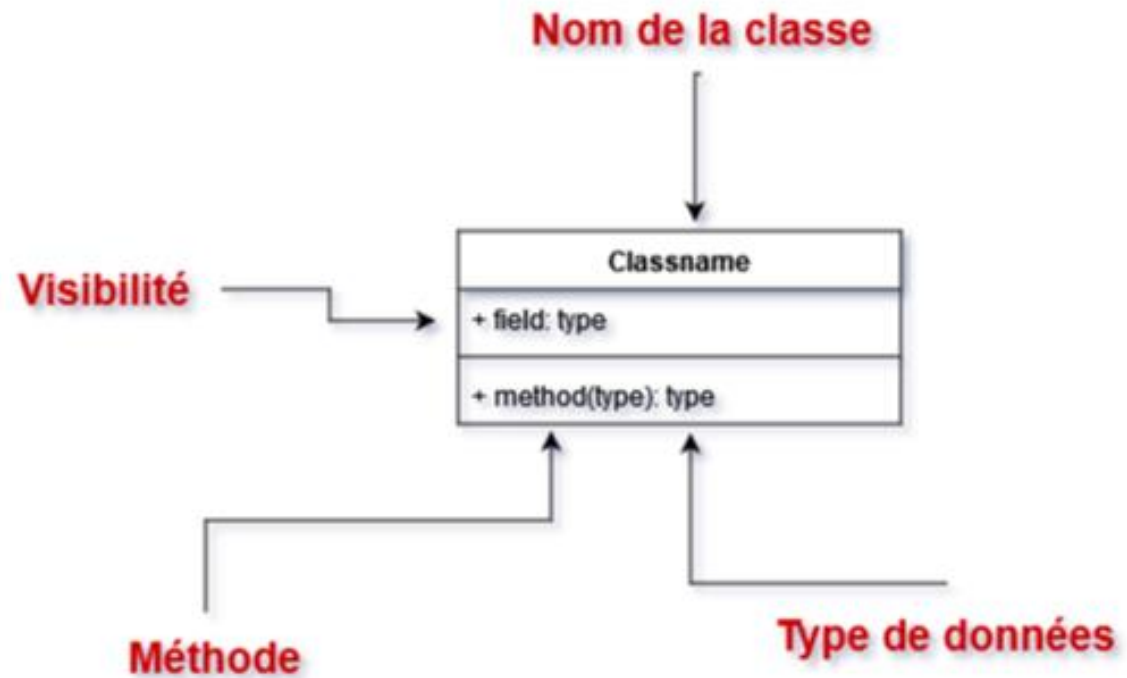 Nom de la classe
Classname
Visibilité
+ field: type
+ method(type): type
Type de données
Méthode